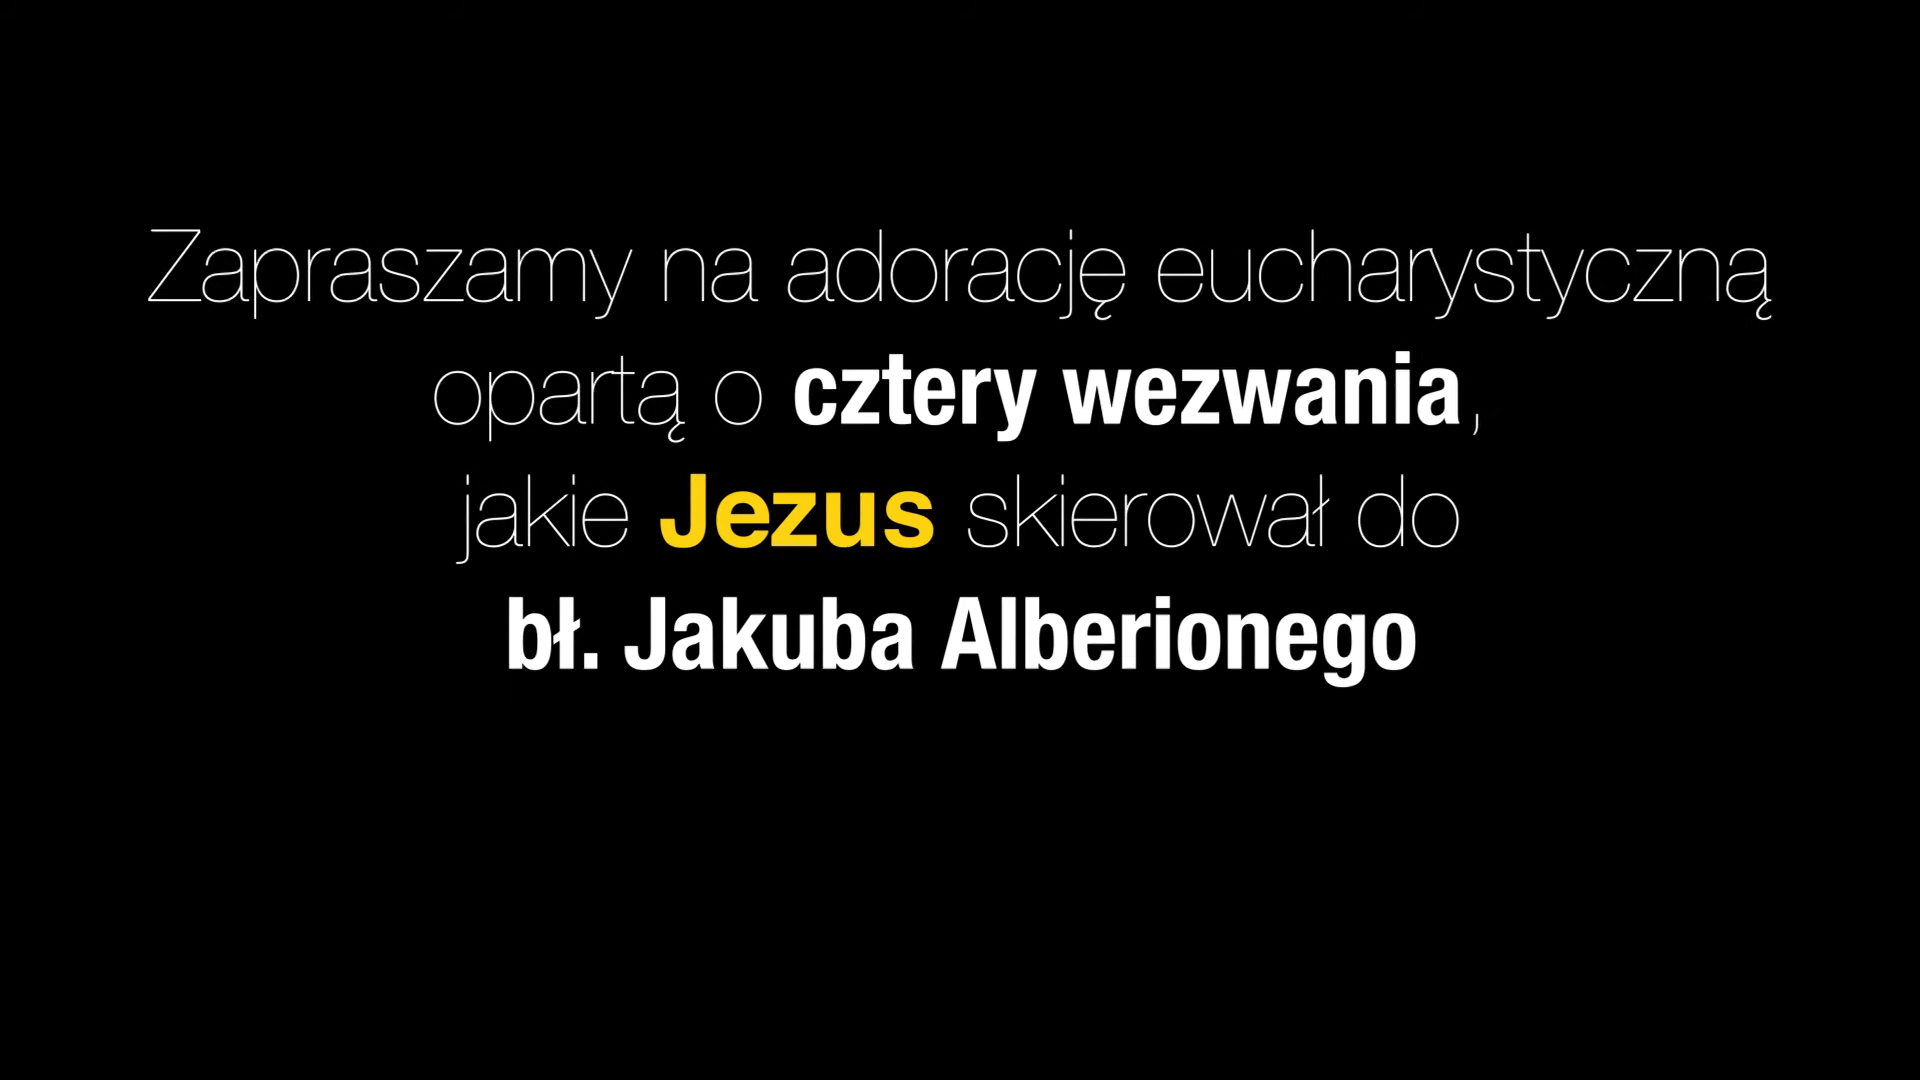 Zapraszamy na adorację eucharystyczną
opartą o cztery wezwania,
jakie Jezus skierował do
bł. Jakuba Alberionego